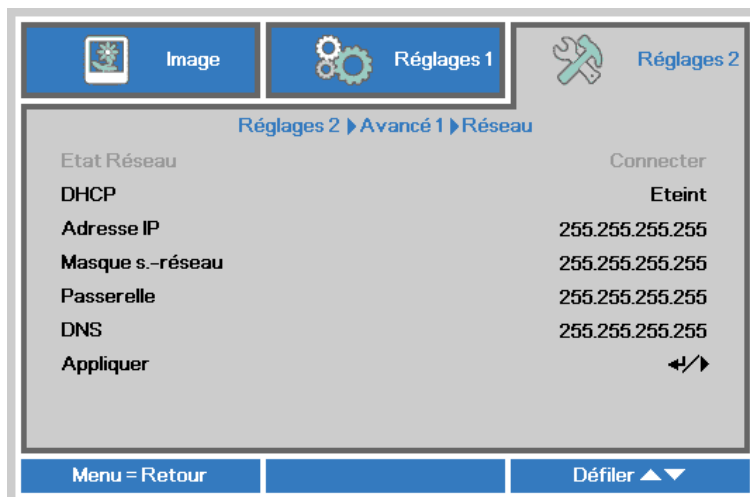 Image
Réglages 1
Réglages 2
Réglages 2 Avancé 1 Réseau
Etat Réseau Connecter
DHCP Eteint
Adresse IP 255.255.255.255
Masque s.-réseau 255.255.255.255
Passerelle 255.255.255.255
DNS 255.255.255.255
Appliquer
Menu = Retour
Défiler